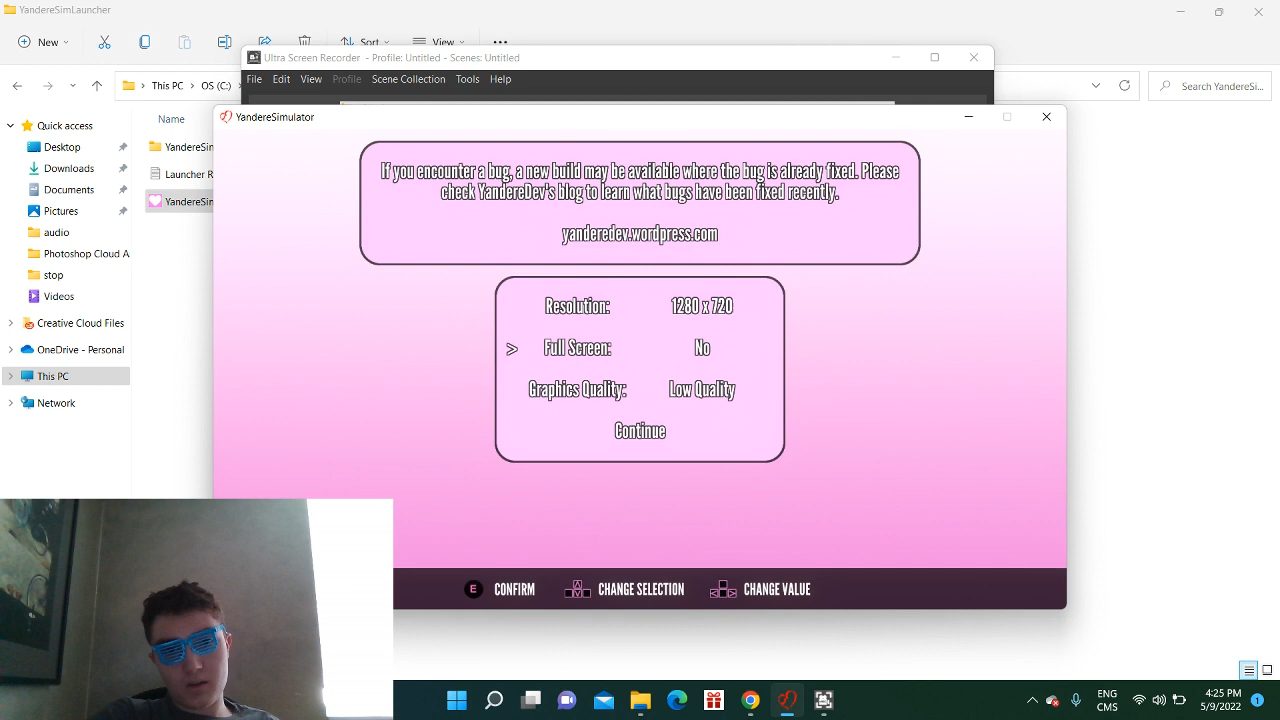 YandereSimLauncher
New
Sort
View
Ultra Screen Recorder - Profile: Untitled - Scenes: Untitled
File Edit View Profile Scene Collection Tools Help
This PC
OS (C:)
Search YandereSi...
Quick access
Desktop
Downloads
Documents
Pictures
audio
Photoshop Cloud A
stop
Videos
Creative Cloud Files
OneDrive - Personal
This PC
Network
Name
YandereSin
Launcher R
YandereSin
YandereSimulator
If you encounter a bug, a new build may be available where the bug is already fixed. Please
check YandereDev's blog to learn what bugs have been fixed recently.
yanderedev.wordpress.com
Resolution: 1280 x 720
> Full Screen: No
Graphics Quality: Low Quality
Continue
E CONFIRM CHANGE SELECTION CHANGE VALUE
ENG
CMS
4:25 PM
5/9/2022
1